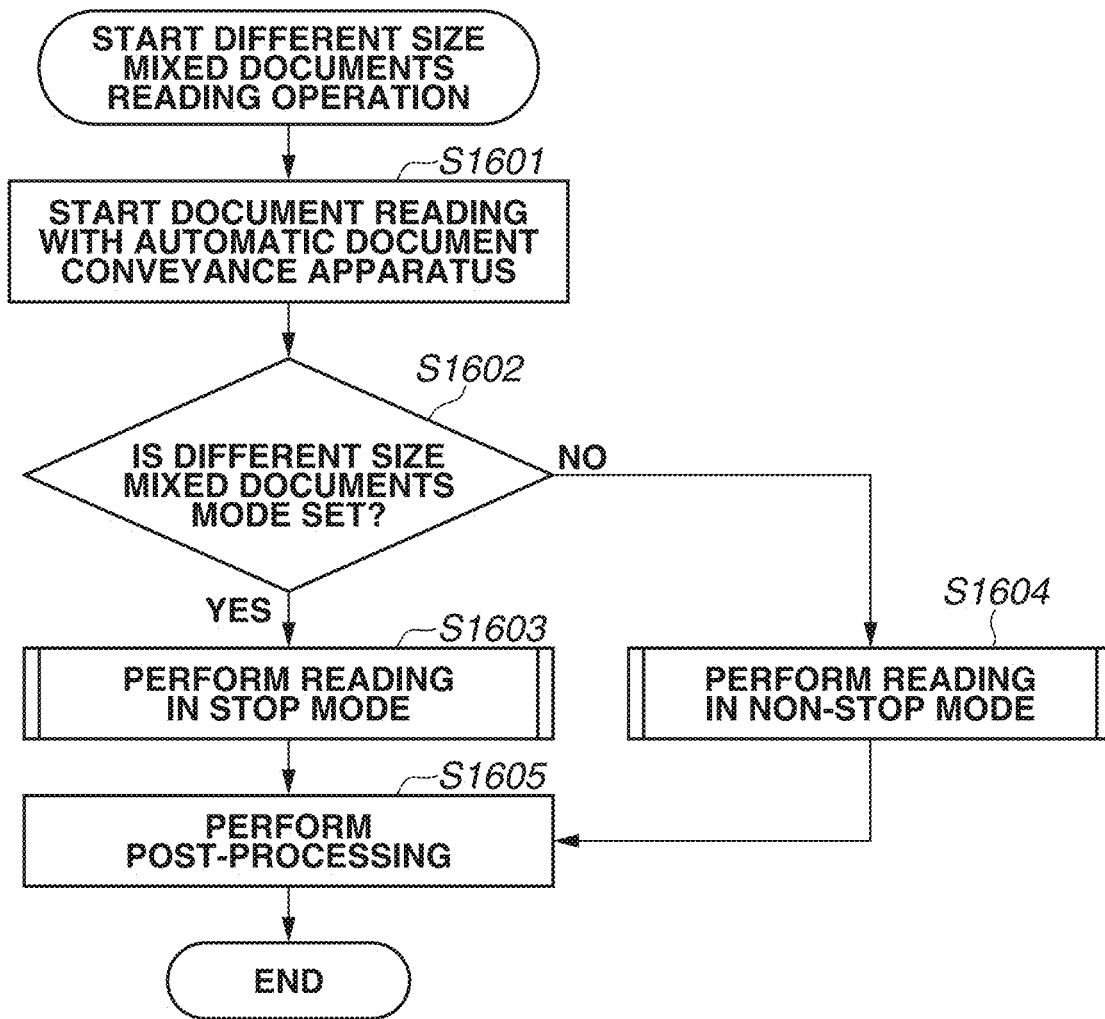 START DIFFERENT SIZE
MIXED DOCUMENTS
READING OPERATION
S1601
START DOCUMENT READING
WITH AUTOMATIC DOCUMENT
CONVEYANCE APPARATUS
S1602
IS DIFFERENT SIZE
MIXED DOCUMENTS
MODE SET?
NO
YES
S1603
PERFORM READING
IN STOP MODE
S1604
PERFORM READING
IN NON-STOP MODE
S1605
PERFORM
POST-PROCESSING
END